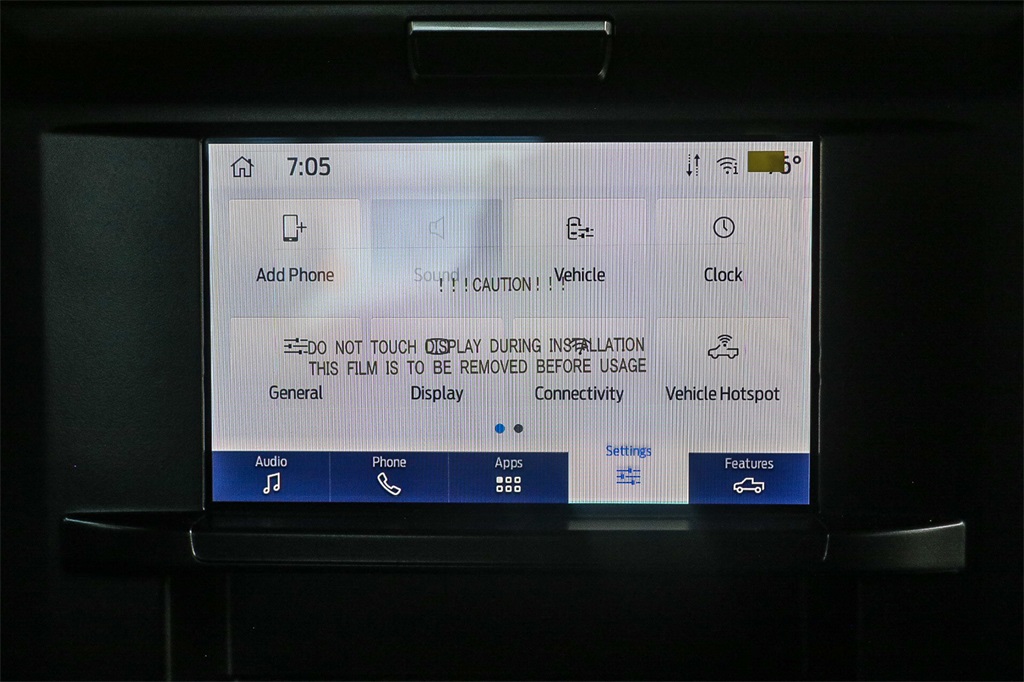 7:05
Add Phone
Sound
Vehicle
Clock
! ! ! CAUTION ! ! !
DO NOT TOUCH DISPLAY DURING INSTALLATION
THIS FILM IS TO BE REMOVED BEFORE USAGE
General
Display
Connectivity
Vehicle Hotspot
Audio
Phone
Apps
Settings
Features